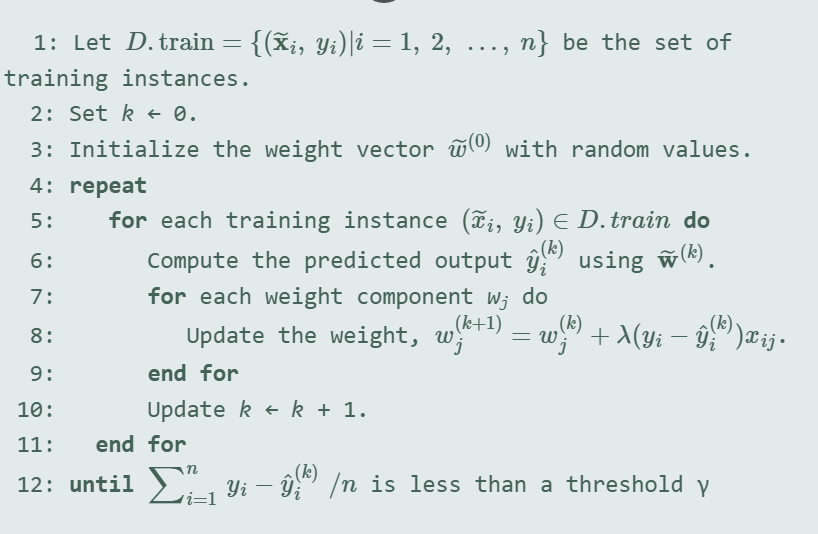 1: Let D.train = {(x̃ᵢ, yᵢ)|i = 1, 2, ..., n} be the set of
training instances.
2: Set k ← 0.
3: Initialize the weight vector w̃⁽⁰⁾ with random values.
4: repeat
5: for each training instance (x̃ᵢ, yᵢ) ∈ D.train do
6: Compute the predicted output ŷᵢ⁽ᵏ⁾ using w̃⁽ᵏ⁾.
7: for each weight component wⱼ do
8: Update the weight, wⱼ⁽ᵏ⁺¹⁾ = wⱼ⁽ᵏ⁾ + λ(yᵢ − ŷᵢ⁽ᵏ⁾)xᵢⱼ.
9: end for
10: Update k ← k + 1.
11: end for
12: until ∑ᵢ₌₁ⁿ yᵢ − ŷᵢ⁽ᵏ⁾ /n is less than a threshold γ